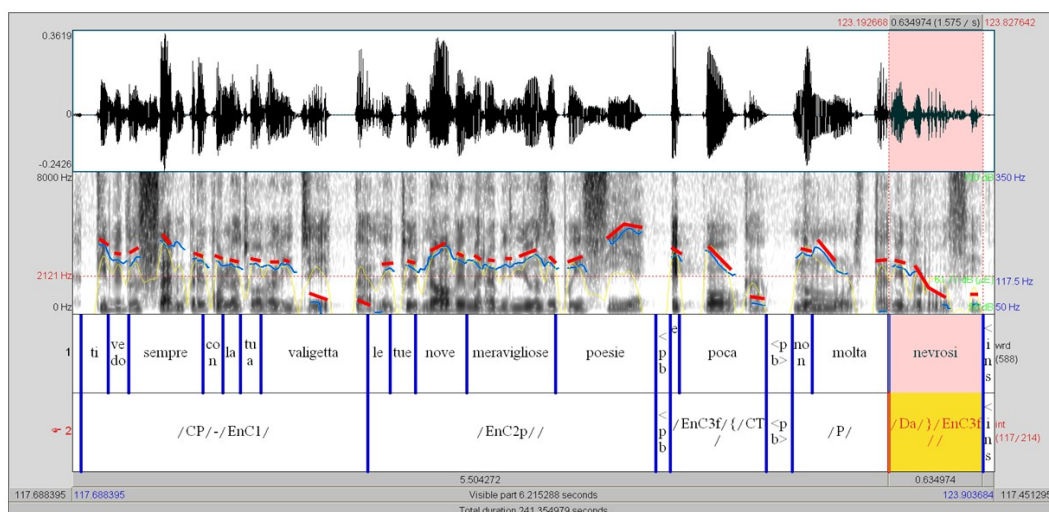 123.192668 0.634974 (1.575 / s) 123.827642
0.3619
0
-0.2426
8000 Hz
350 Hz
2121 Hz
117.5 Hz
0 Hz
50 Hz
1 ti ve do sempre con la tu a valigetta le tue nove meravigliose poesie <p b e poca <pb> no n molta nevrosi < i n s wrd (588)
2 /CP/-/EnC1/ /EnC2p// <p b /EnC3f/{/CT / <p b> /P/ /Da/}/EnC3f // < i n s int (117/214)
5.504272 0.634974
117.688395 117.688395 Visible part 6.215288 seconds 123.903684 117.451295
Total duration 241.354979 seconds